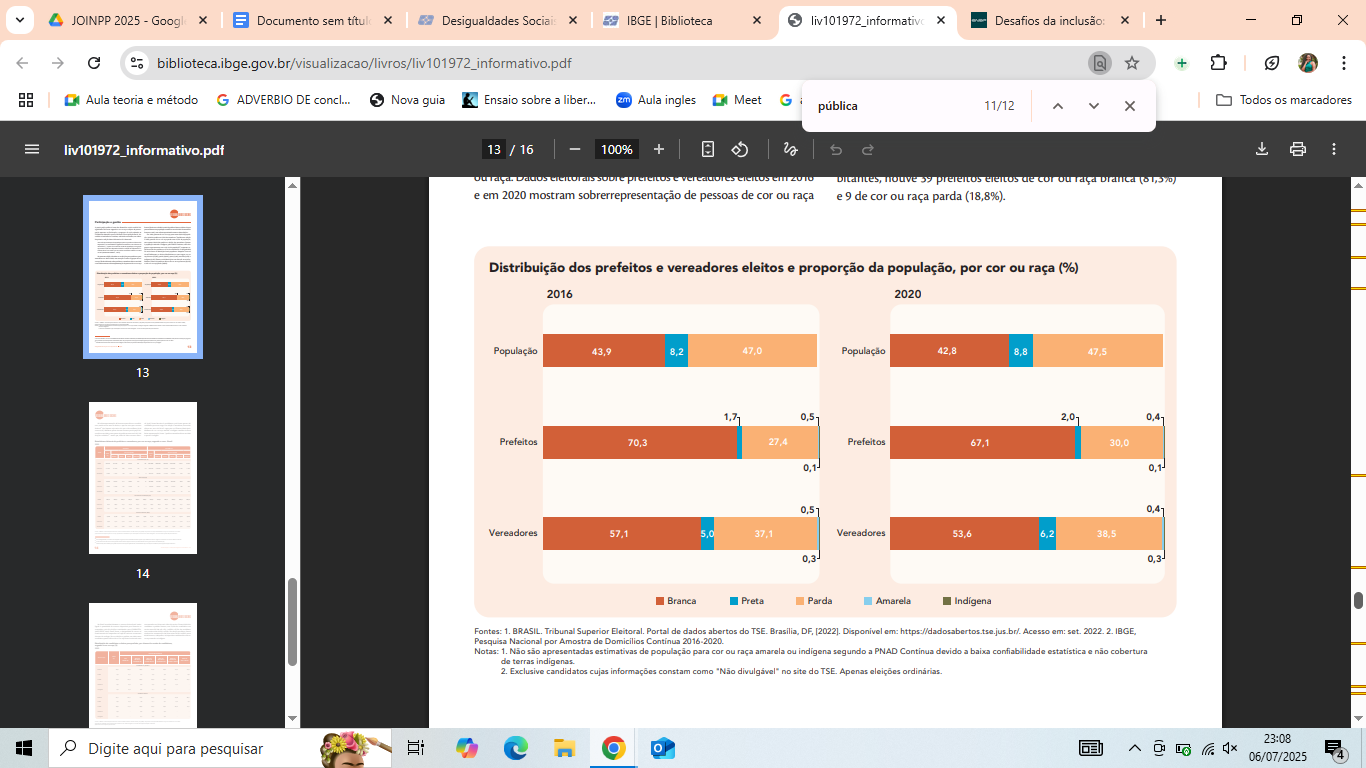 JOINPP 2025 - Googl
Documento sem títul
Desigualdades Sociai
IBGE | Biblioteca
liv101972_informativo
Desafios da inclusão:
biblioteca.ibge.gov.br/visualizacao/livros/liv101972_informativo.pdf
Aula teoria e método
ADVERBIO DE concl...
Nova guia
Ensaio sobre a liber...
zm
Aula ingles
Meet
Todos os marcadores
pública
11/12
liv101972_informativo.pdf
13 / 16
100%
13
14
ou raça. Dados eleitorais sobre prefeitos e vereadores eleitos em 2016
e em 2020 mostram sobrerrepresentação de pessoas de cor ou raça
bitantes, houve 39 prefeitos eleitos de cor ou raça branca (81,3%)
e 9 de cor ou raça parda (18,8%).
Distribuição dos prefeitos e vereadores eleitos e proporção da população, por cor ou raça (%)
2016
População
43,9
8,2
47,0
1,7
0,5
Prefeitos
70,3
27,4
0,1
0,5
Vereadores
57,1
5,0
37,1
0,3
2020
População
42,8
8,8
47,5
2,0
0,4
Prefeitos
67,1
30,0
0,1
0,4
Vereadores
53,6
6,2
38,5
0,3
Branca
Preta
Parda
Amarela
Indígena
Fontes: 1. BRASIL. Tribunal Superior Eleitoral. Portal de dados abertos do TSE. Brasília, DF, [2022]. Disponível em: https://dadosabertos.tse.jus.br/. Acesso em: set. 2022. 2. IBGE,
Pesquisa Nacional por Amostra de Domicílios Contínua 2016-2020.
Notas: 1. Não são apresentadas estimativas de população para cor ou raça amarela ou indígena segundo a PNAD Contínua devido a baixa confiabilidade estatística e não cobertura
de terras indígenas.
2. Exclusive candidatos cujas informações constam como "Não divulgável" no site do TSE. Apenas eleições ordinárias.
Digite aqui para pesquisar
23:08
06/07/2025
4